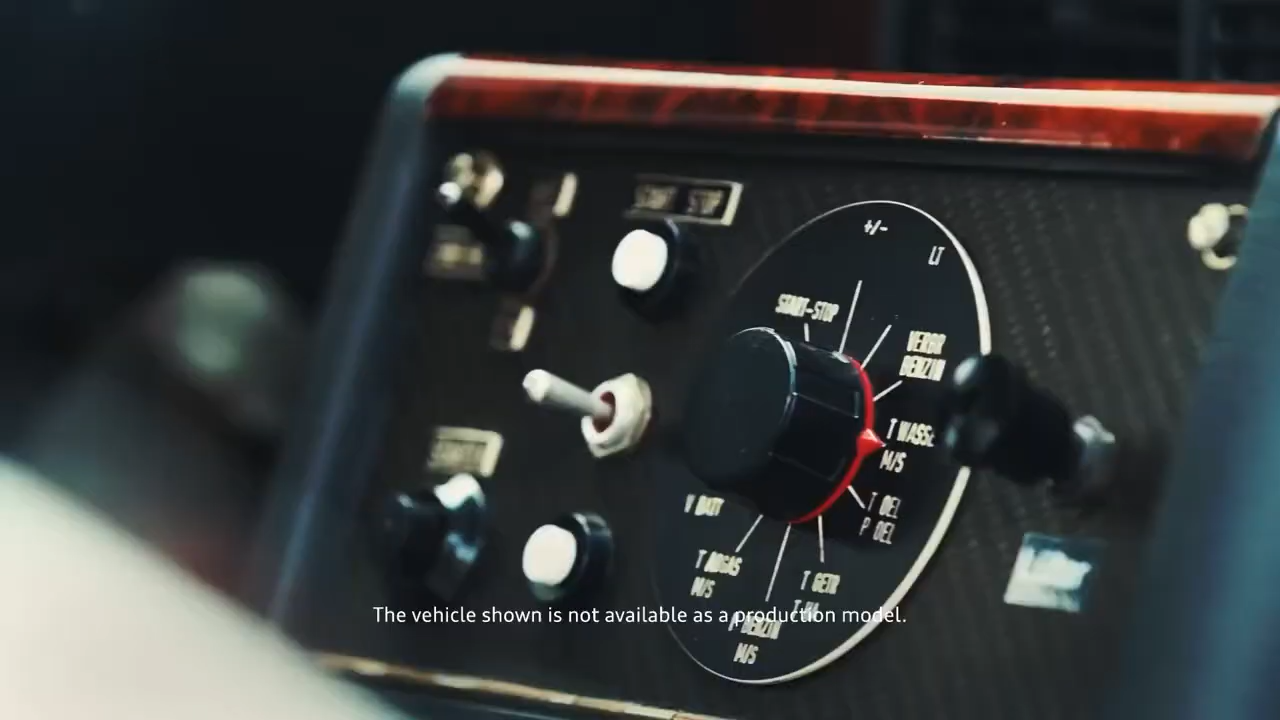 START STOP
+/-
LT
START-STOP
VERBR
BENZIN
T WASS
M/S
T OEL
P OEL
V BATT
T ABGAS
M/S
T GETR
P BENZIN
M/S
The vehicle shown is not available as a production model.